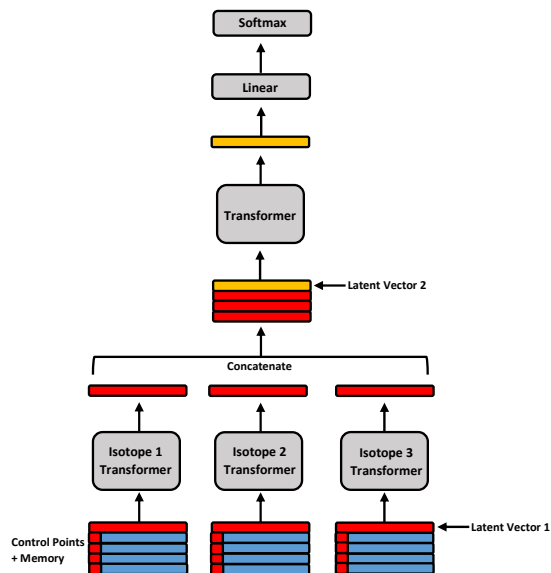 Softmax
Linear
Transformer
Latent Vector 2
Concatenate
Isotope 1
Transformer
Isotope 2
Transformer
Isotope 3
Transformer
Latent Vector 1
Control Points
+ Memory